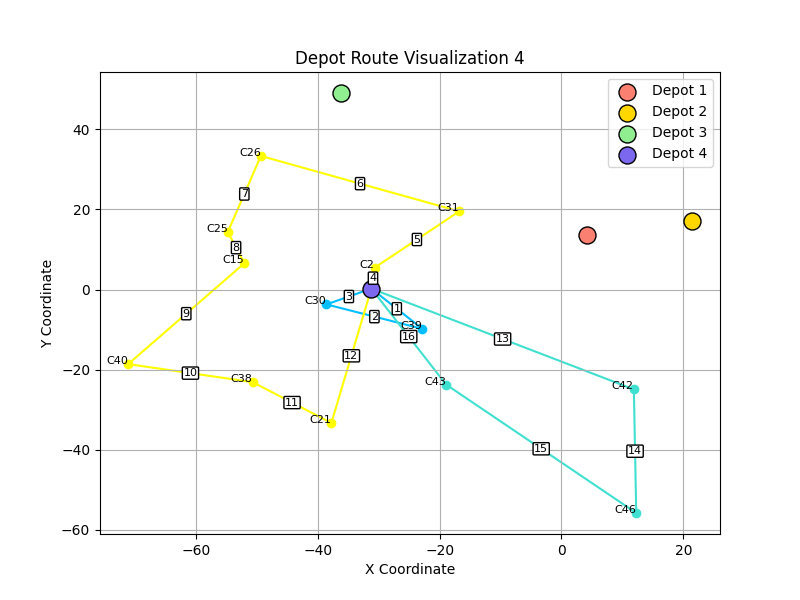 Depot Route Visualization 4
Depot 1
Depot 2
Depot 3
Depot 4
C26
7
6
C31
C25
8
C15
5
C2
4
C30
3
1
2
C39
9
16
13
12
C40
10
C38
C43
C42
11
C21
15
14
C46
40
20
0
−20
−40
−60
−60
−40
−20
0
20
X Coordinate
Y Coordinate